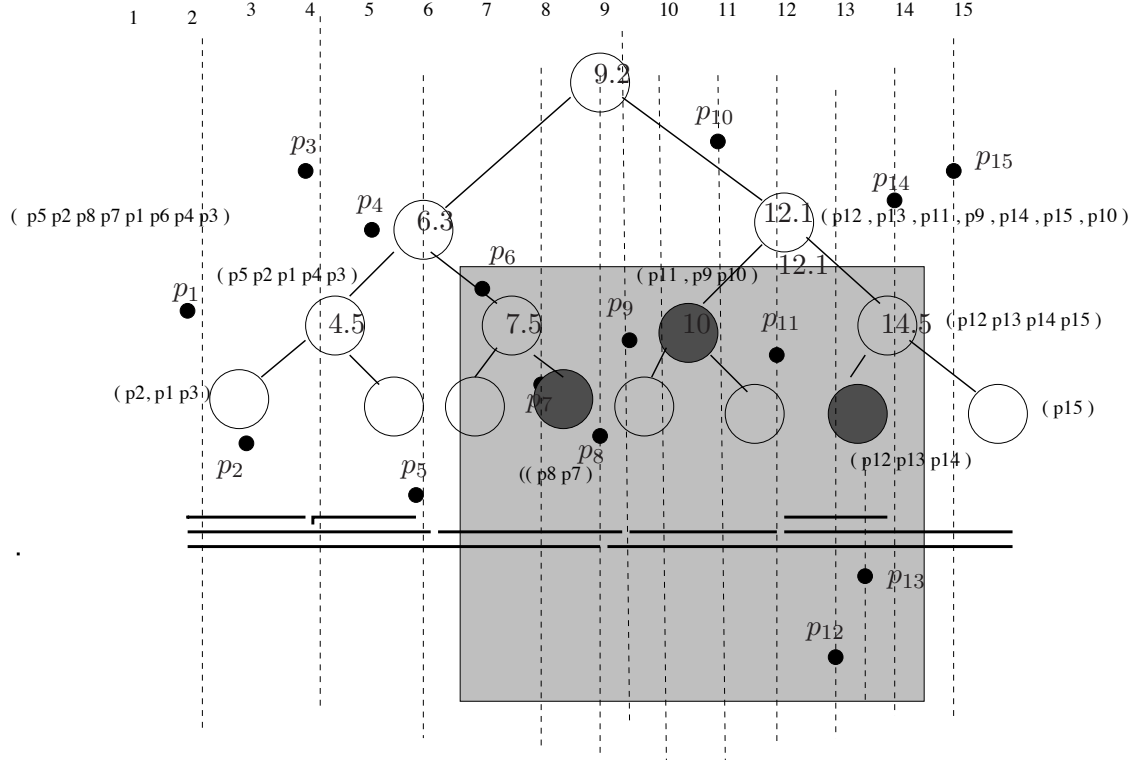 1 2 3 4 5 6 7 8 9 10 11 12 13 14 15
9.2
p10
p3
p15
p14
p4
( p5 p2 p8 p7 p1 p6 p4 p3 )
6.3
12.1
( p12 , p13 , p11 , p9 , p14 , p15 , p10 )
p6
12.1
( p5 p2 p1 p4 p3 )
( p11 , p9 p10 )
p1
p9
4.5
7.5
10
p11
14.5
( p12 p13 p14 p15 )
( p2, p1 p3 )
p7
( p15 )
p8
p2
p5
(( p8 p7 )
( p12 p13 p14 )
.
p13
p12